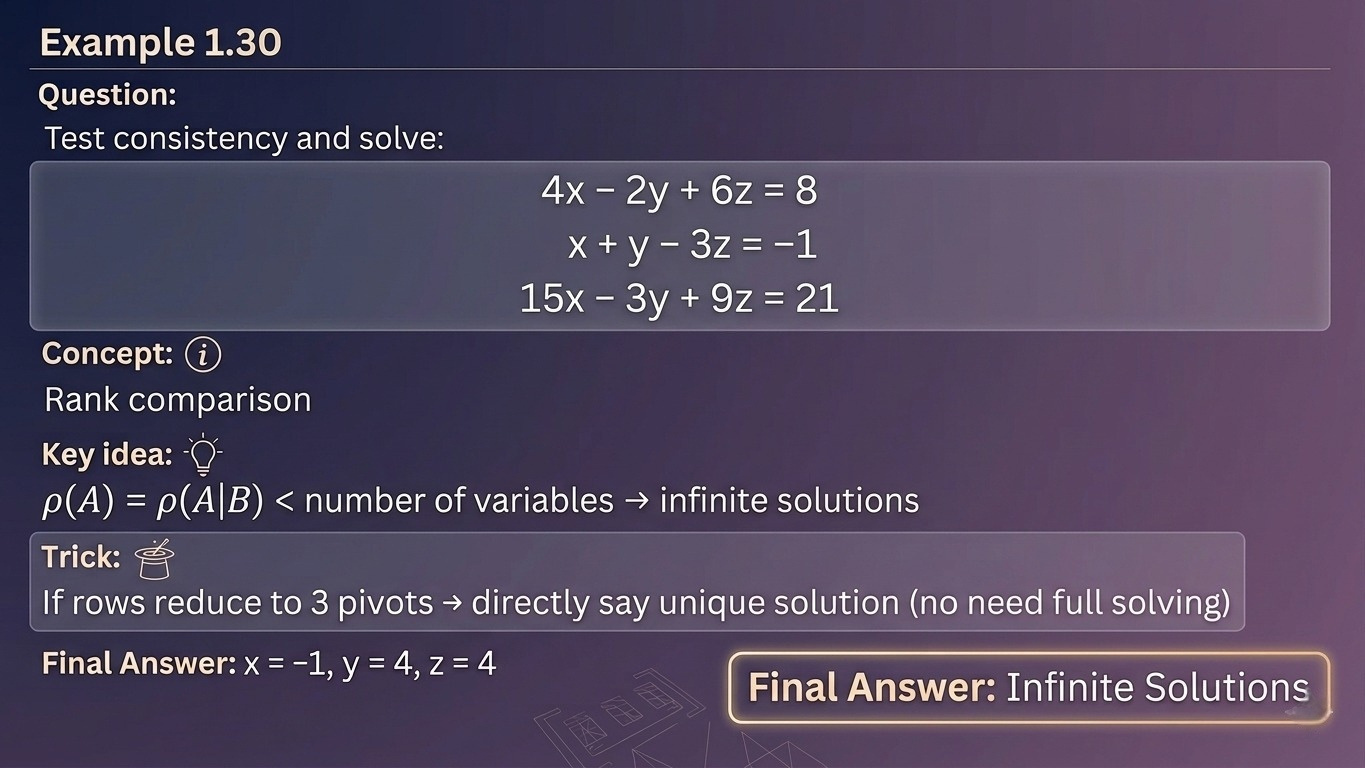 Example 1.30
Question:
Test consistency and solve:
4x − 2y + 6z = 8
x + y − 3z = −1
15x − 3y + 9z = 21
Concept: i
Rank comparison
Key idea:
ρ(A) = ρ(A|B) < number of variables → infinite solutions
Trick:
If rows reduce to 3 pivots → directly say unique solution (no need full solving)
Final Answer: x = −1, y = 4, z = 4
Final Answer: Infinite Solutions